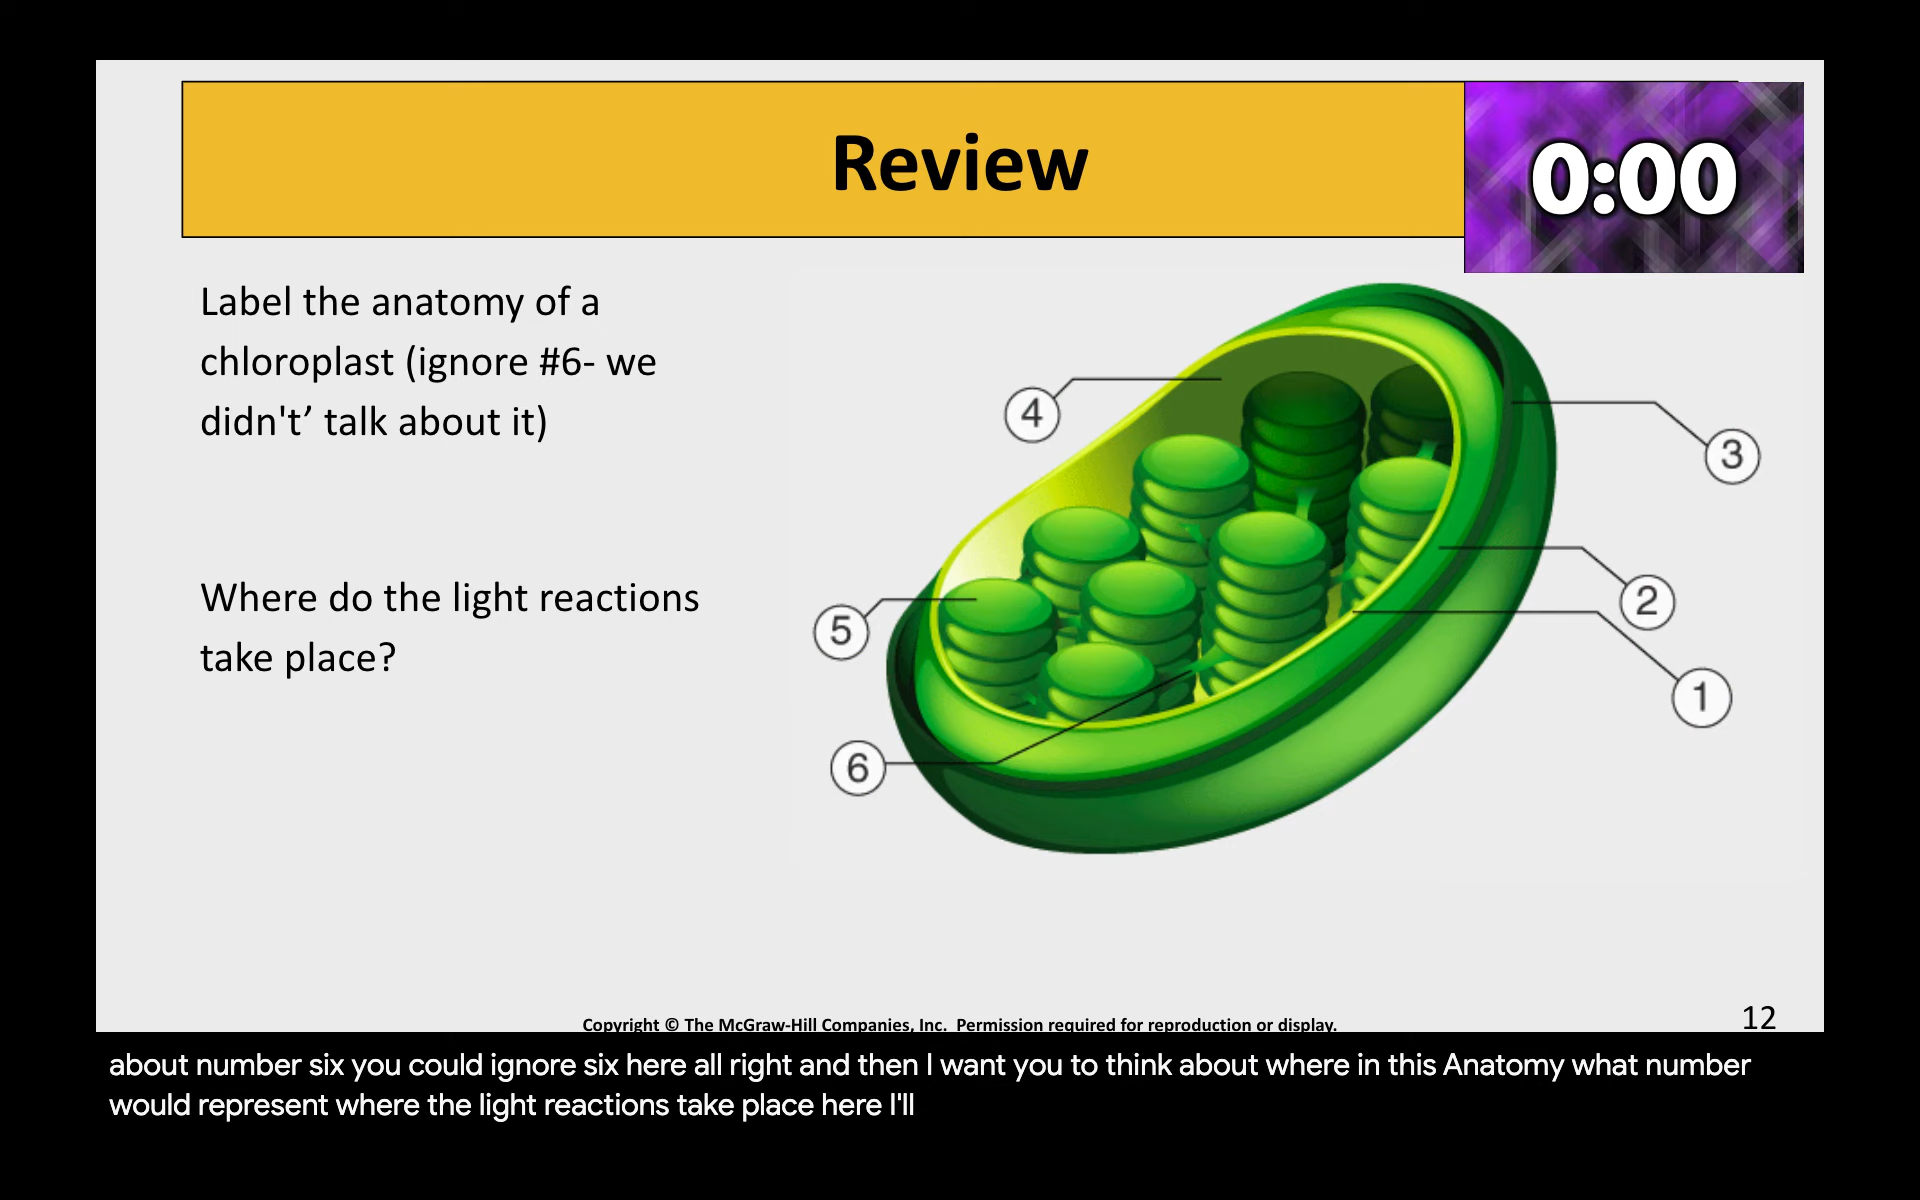 Review
0:00
Label the anatomy of a
chloroplast (ignore #6- we
didn't’ talk about it)
Where do the light reactions
take place?
4
3
5
2
1
6
Copyright © The McGraw-Hill Companies, Inc.  Permission required for reproduction or display.
12
about number six you could ignore six here all right and then I want you to think about where in this Anatomy what number
would represent where the light reactions take place here I'll